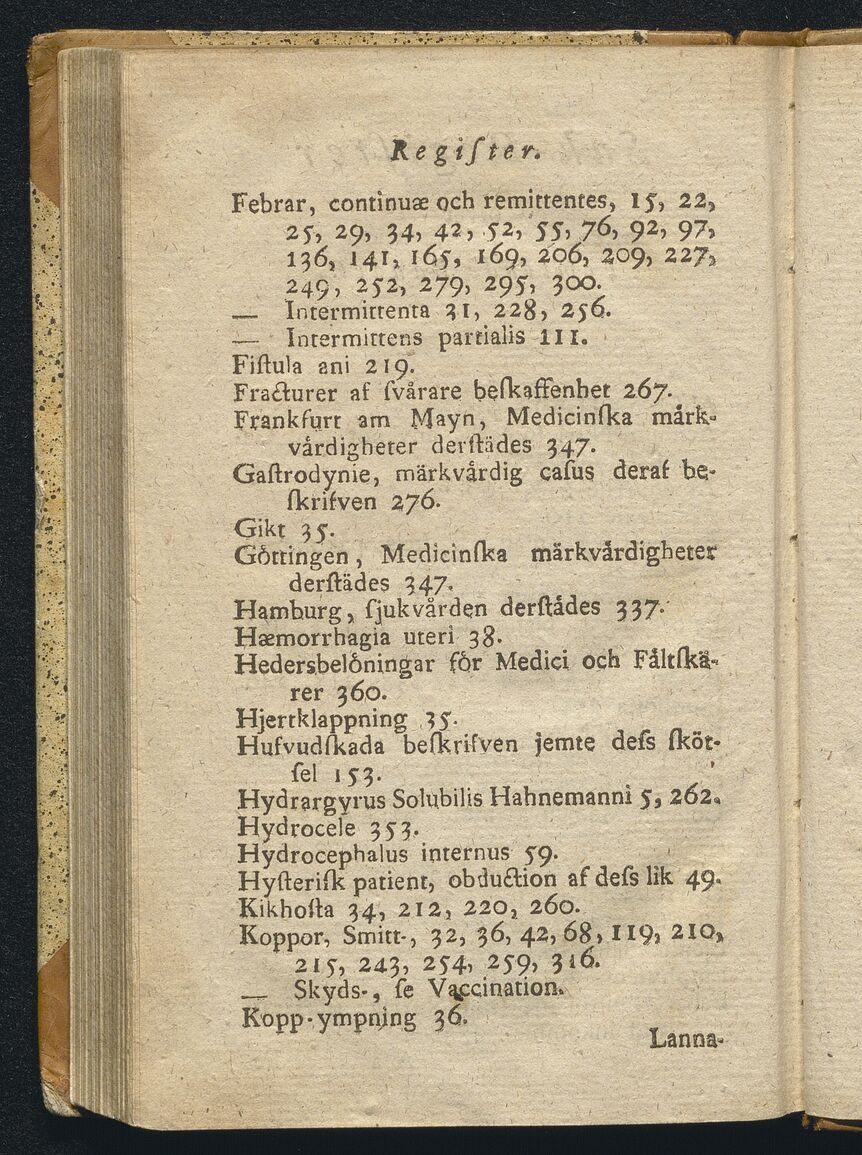 Regiſter.
Febrar, continuæ och remittentes, 15, 22,
25, 29, 34, 42, 52, 55, 76, 92, 97,
136, 141, 165, 169, 206, 209, 227,
249, 252, 279, 295, 300.
— Intermittenta 31, 228, 256.
— Intermittens partialis 111.
Fiſtula ani 219.
Fracturer af ſvårare beſkaffenhet 267.
Frankfurt am Mayn, Medicinſka märk-
vårdigheter derſtädes 347.
Gaſtrodynie, märkvårdig caſus deraf be-
ſkrifven 276.
Gikt 35.
Göttingen, Medicinſka märkvårdigheter
derſtädes 347.
Hamburg, ſjukvården derſtådes 337.
Hæmorrhagia uteri 38.
Hedersbelöningar för Medici och Fåltſkä-
rer 360.
Hjertklappning 35.
Hufvudſkada beſkrifven jemte deſs ſköt-
ſel 153.
Hydrargyrus Solubilis Hahnemanni 5, 262.
Hydrocele 353.
Hydrocephalus internus 59.
Hyſteriſk patient, obduction af deſs lik 49.
Kikhoſta 34, 212, 220, 260.
Koppor, Smitt-, 32, 36, 42, 68, 119, 210,
215, 243, 254, 259, 316.
— Skyds-, ſe Vaccination.
Kopp-ympning 36.
Lanna-